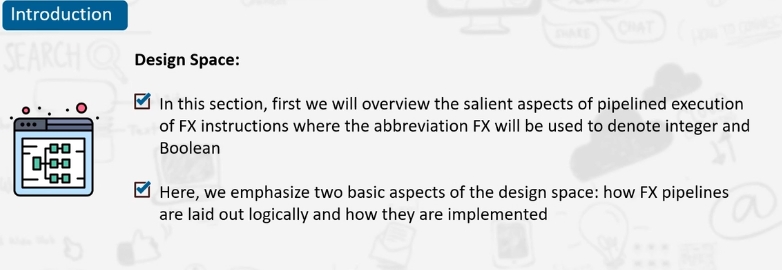 Introduction
Design Space:
In this section, first we will overview the salient aspects of pipelined execution
of FX instructions where the abbreviation FX will be used to denote integer and
Boolean
Here, we emphasize two basic aspects of the design space: how FX pipelines
are laid out logically and how they are implemented
SEARCH
SHARE
CHAT